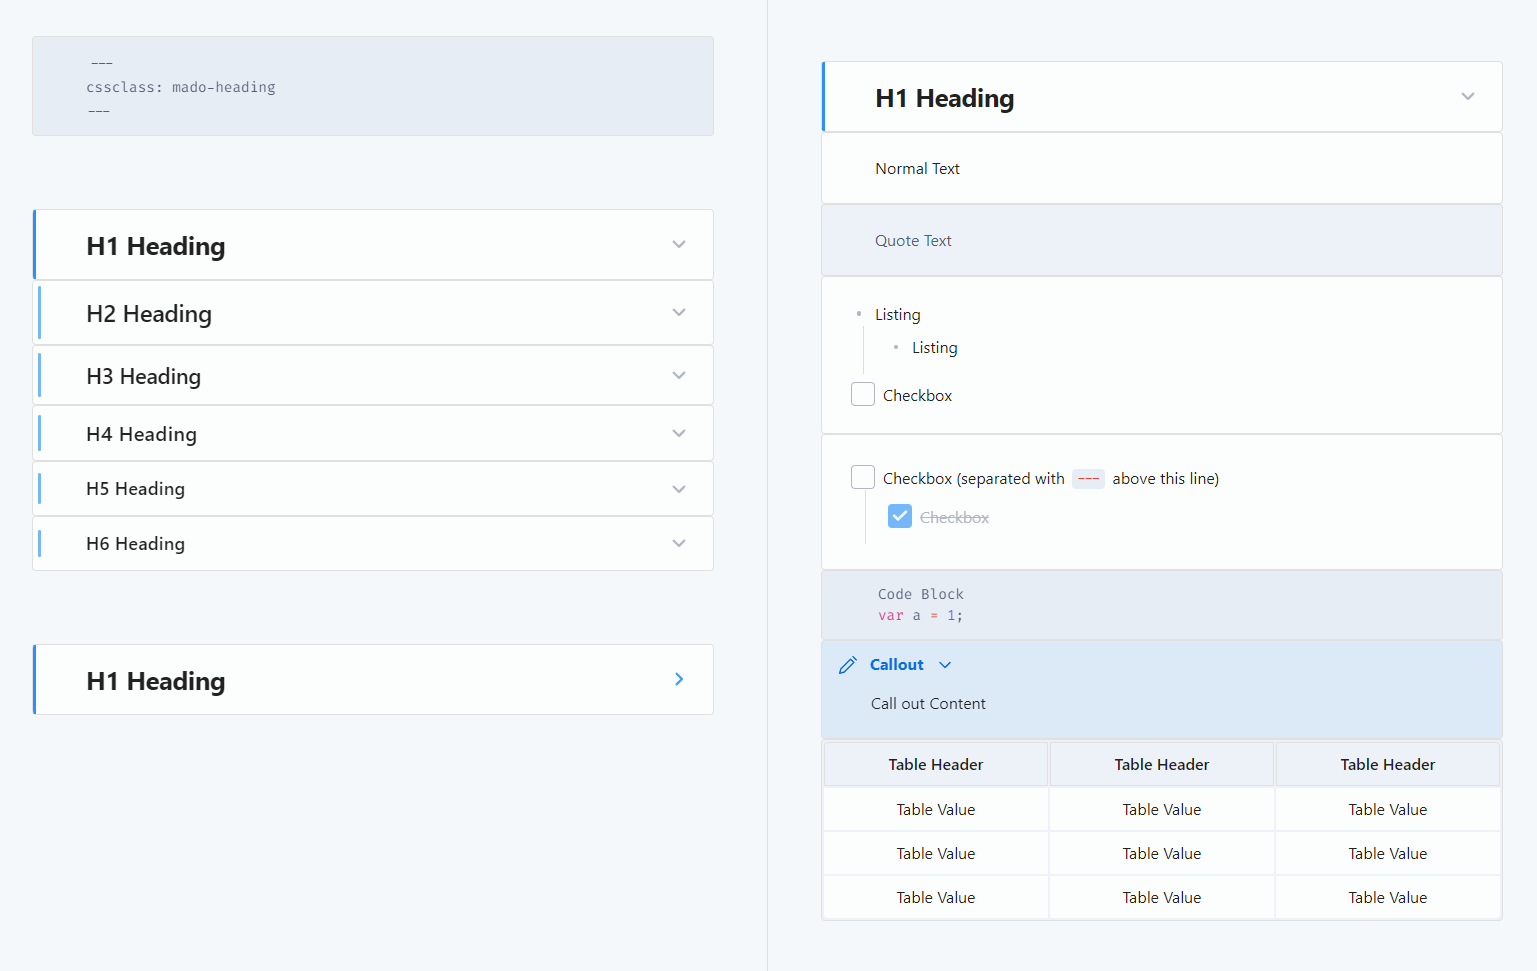 ---
cssclass: mado-heading
---
H1 Heading
H2 Heading
H3 Heading
H4 Heading
H5 Heading
H6 Heading
H1 Heading
H1 Heading
Normal Text
Quote Text
Listing
Listing
Checkbox
Checkbox (separated with --- above this line)
Checkbox
Code Block
var a = 1;
Callout
Call out Content
Table Header Table Header Table Header
Table Value Table Value Table Value
Table Value Table Value Table Value
Table Value Table Value Table Value